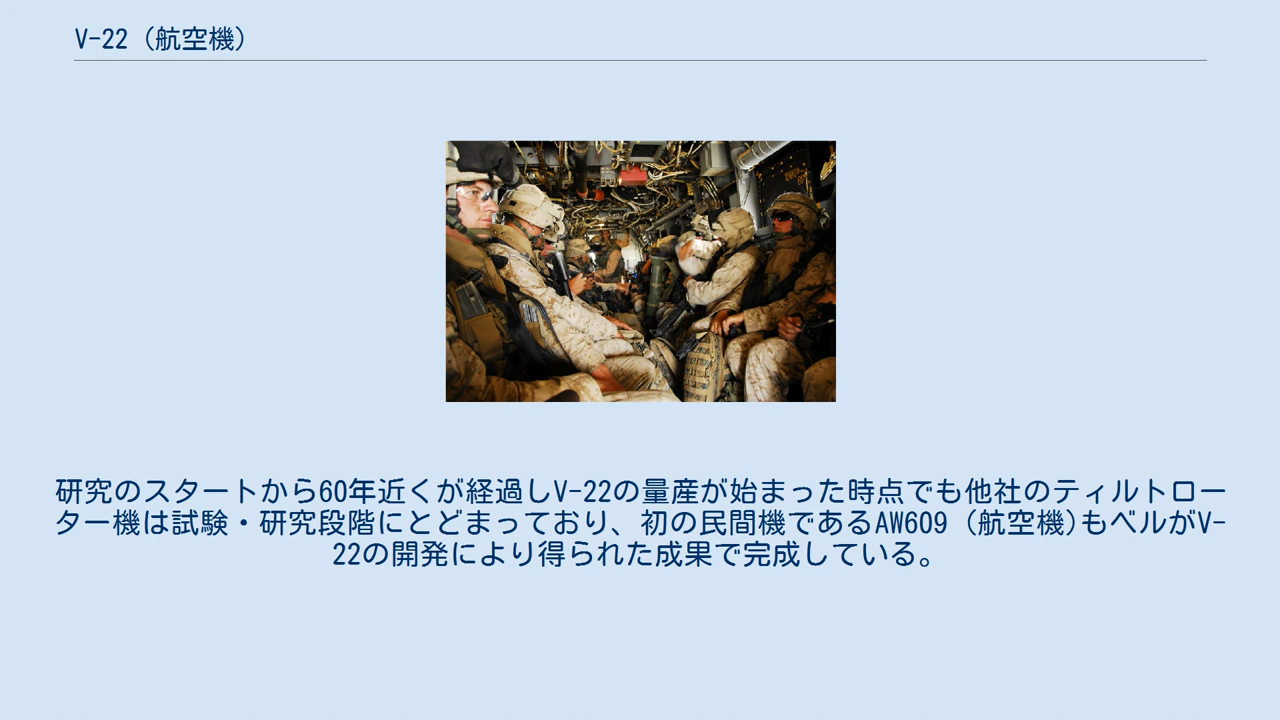 V-22 (航空機)
研究のスタートから60年近くが経過しV-22の量産が始まった時点でも他社のティルトロー
ター機は試験・研究段階にとどまっており、初の民間機であるAW609 (航空機)もベルがV-
22の開発により得られた成果で完成している。